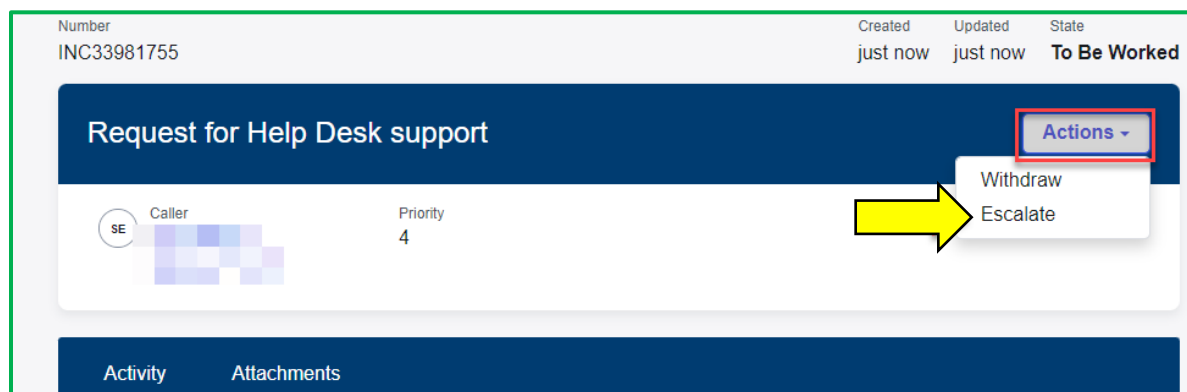 Number
INC33981755
Created
just now
Updated
just now
State
To Be Worked
Request for Help Desk support
Actions
Withdraw
Escalate
SE
Caller
Priority
4
Activity
Attachments